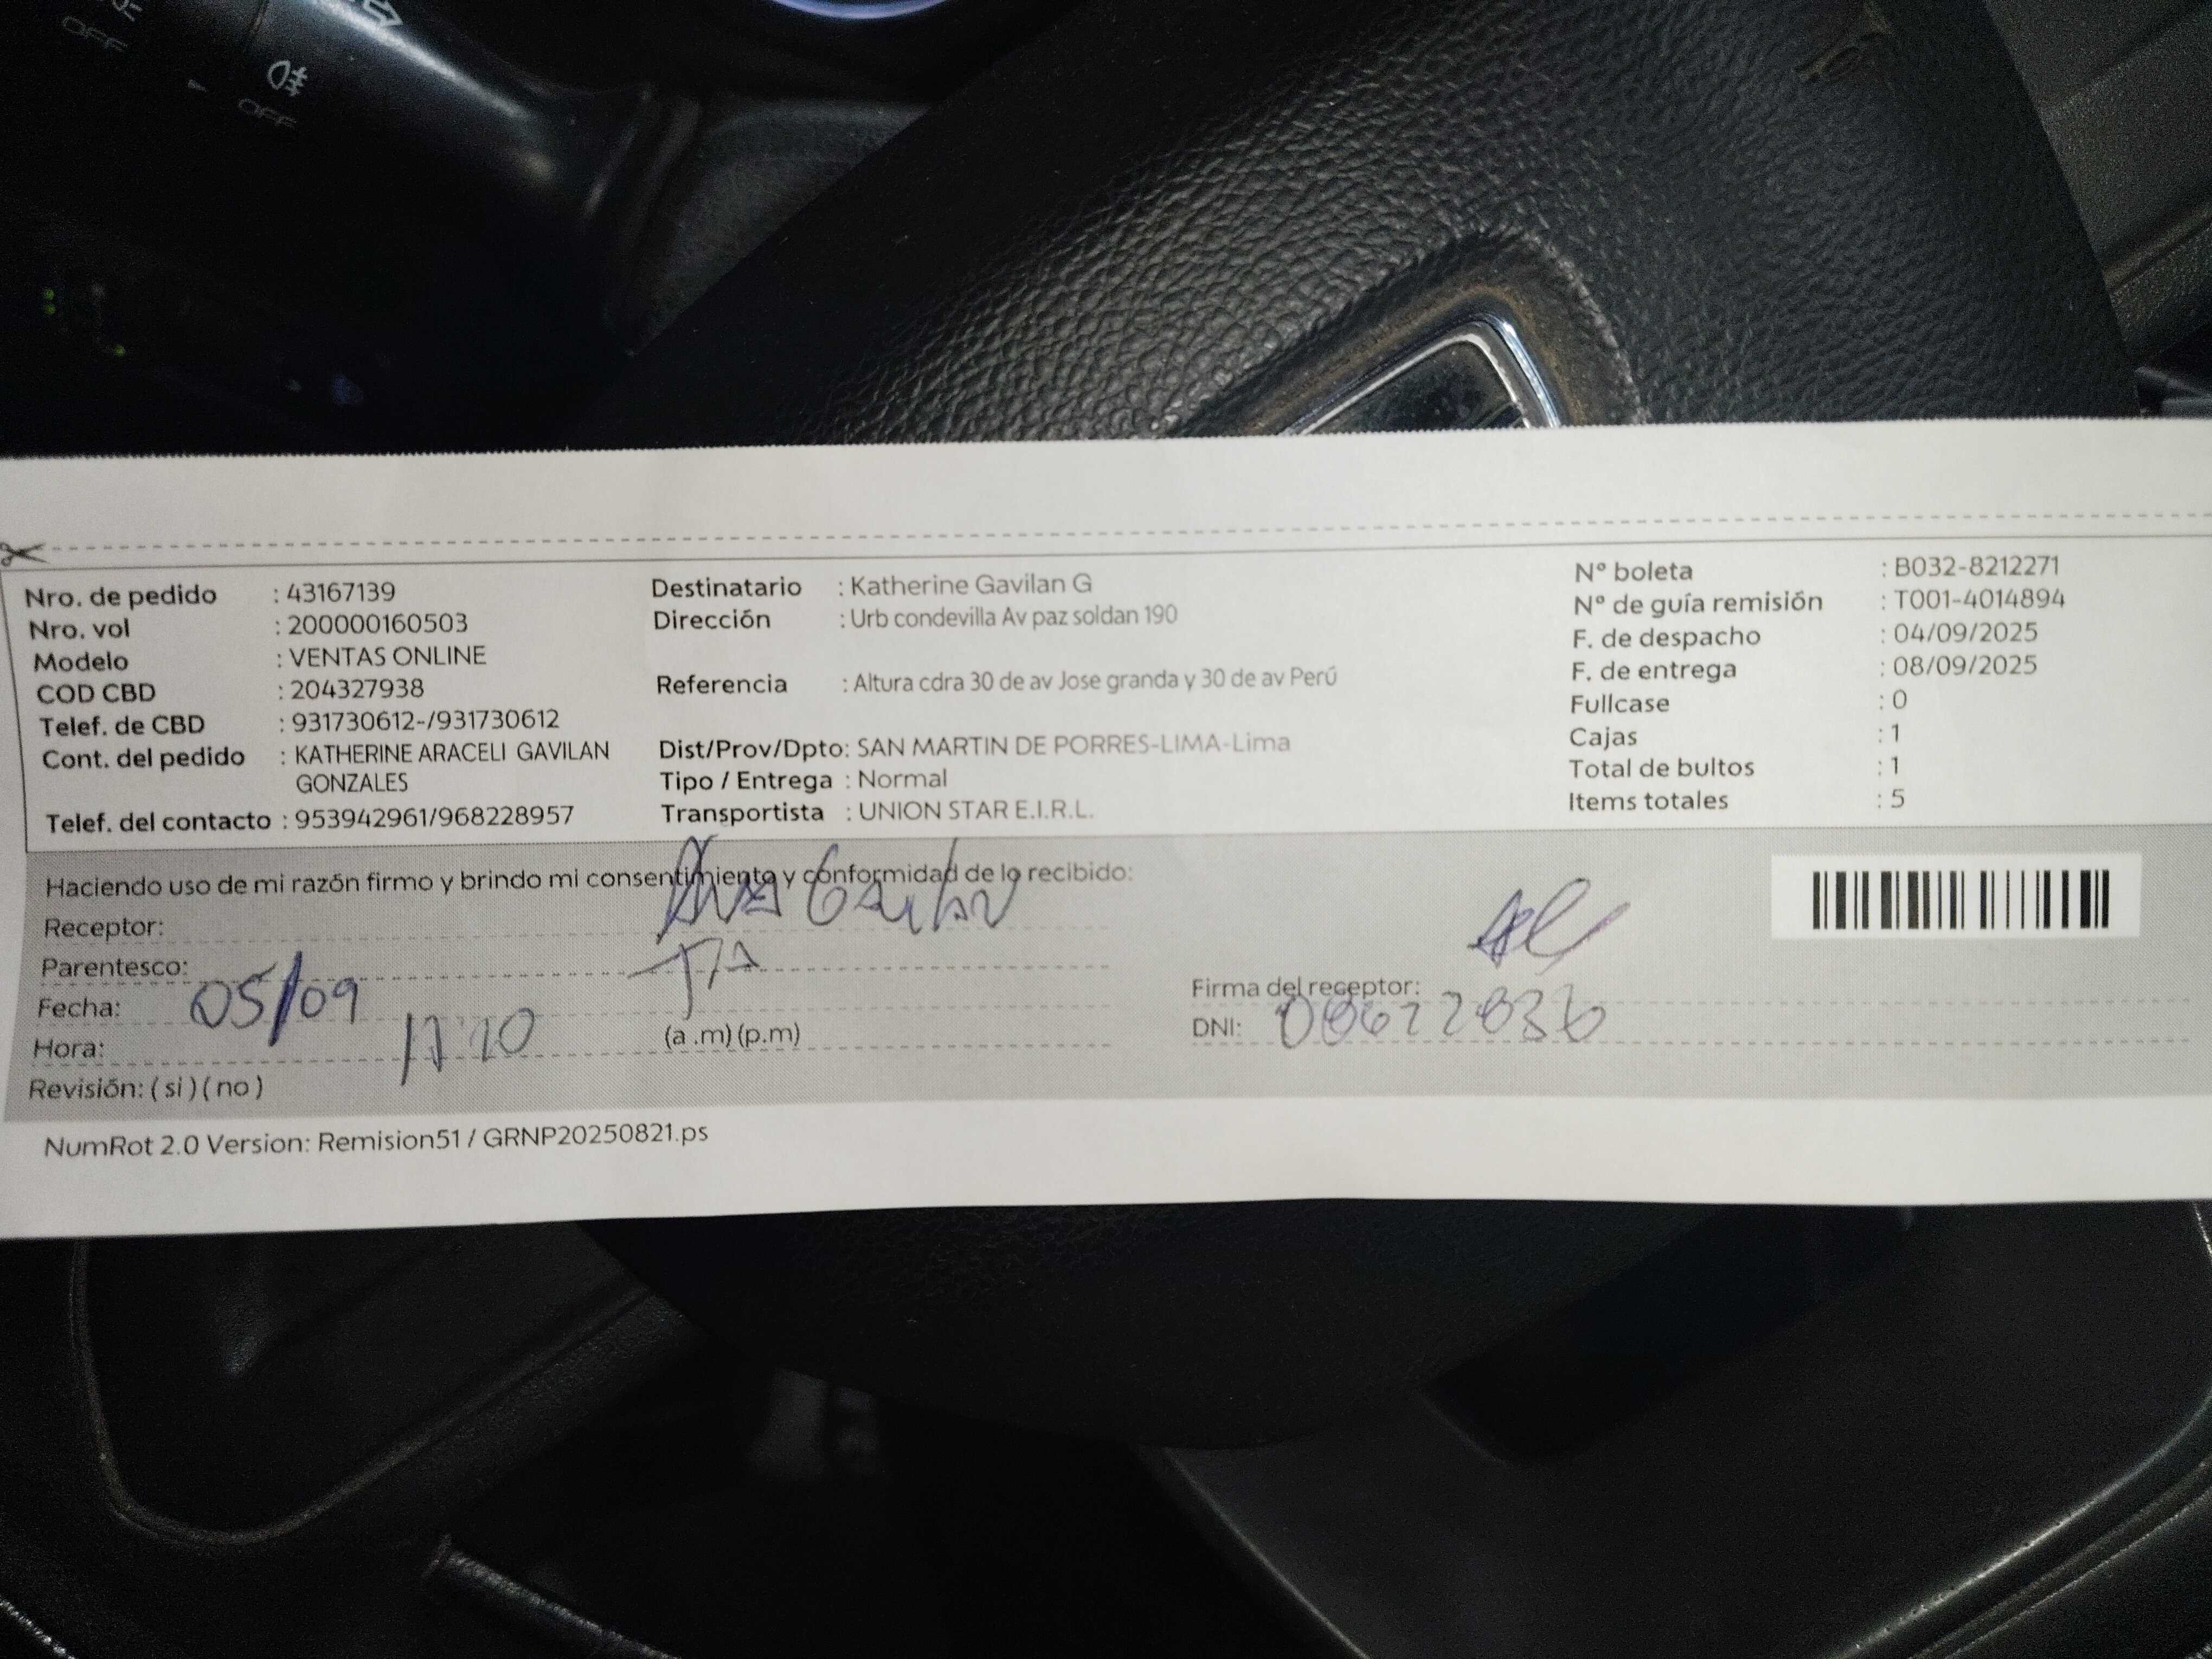 OFF
OFF
Nro. de pedido : 43167139
Nro. vol : 200000160503
Modelo : VENTAS ONLINE
COD CBD : 204327938
Telef. de CBD : 931730612-/931730612
Cont. del pedido : KATHERINE ARACELI GAVILAN
GONZALES
Telef. del contacto : 953942961/968228957
Destinatario : Katherine Gavilan G
Dirección : Urb condevilla Av paz soldan 190
Referencia : Altura cdra 30 de av Jose granda y 30 de av Perú
Dist/Prov/Dpto: SAN MARTIN DE PORRES-LIMA-Lima
Tipo / Entrega : Normal
Transportista : UNION STAR E.I.R.L.
N° boleta : B032-8212271
N° de guía remisión : T001-4014894
F. de despacho : 04/09/2025
F. de entrega : 08/09/2025
Fullcase : 0
Cajas : 1
Total de bultos : 1
Items totales : 5
Haciendo uso de mi razón firmo y brindo mi consentimiento y conformidad de lo recibido:
Receptor:
Parentesco:
Fecha: 05/09
Hora: (a .m) (p.m)
Revisión: ( si ) ( no )
Firma del receptor:
DNI:
NumRot 2.0 Version: Remision51 / GRNP20250821.ps